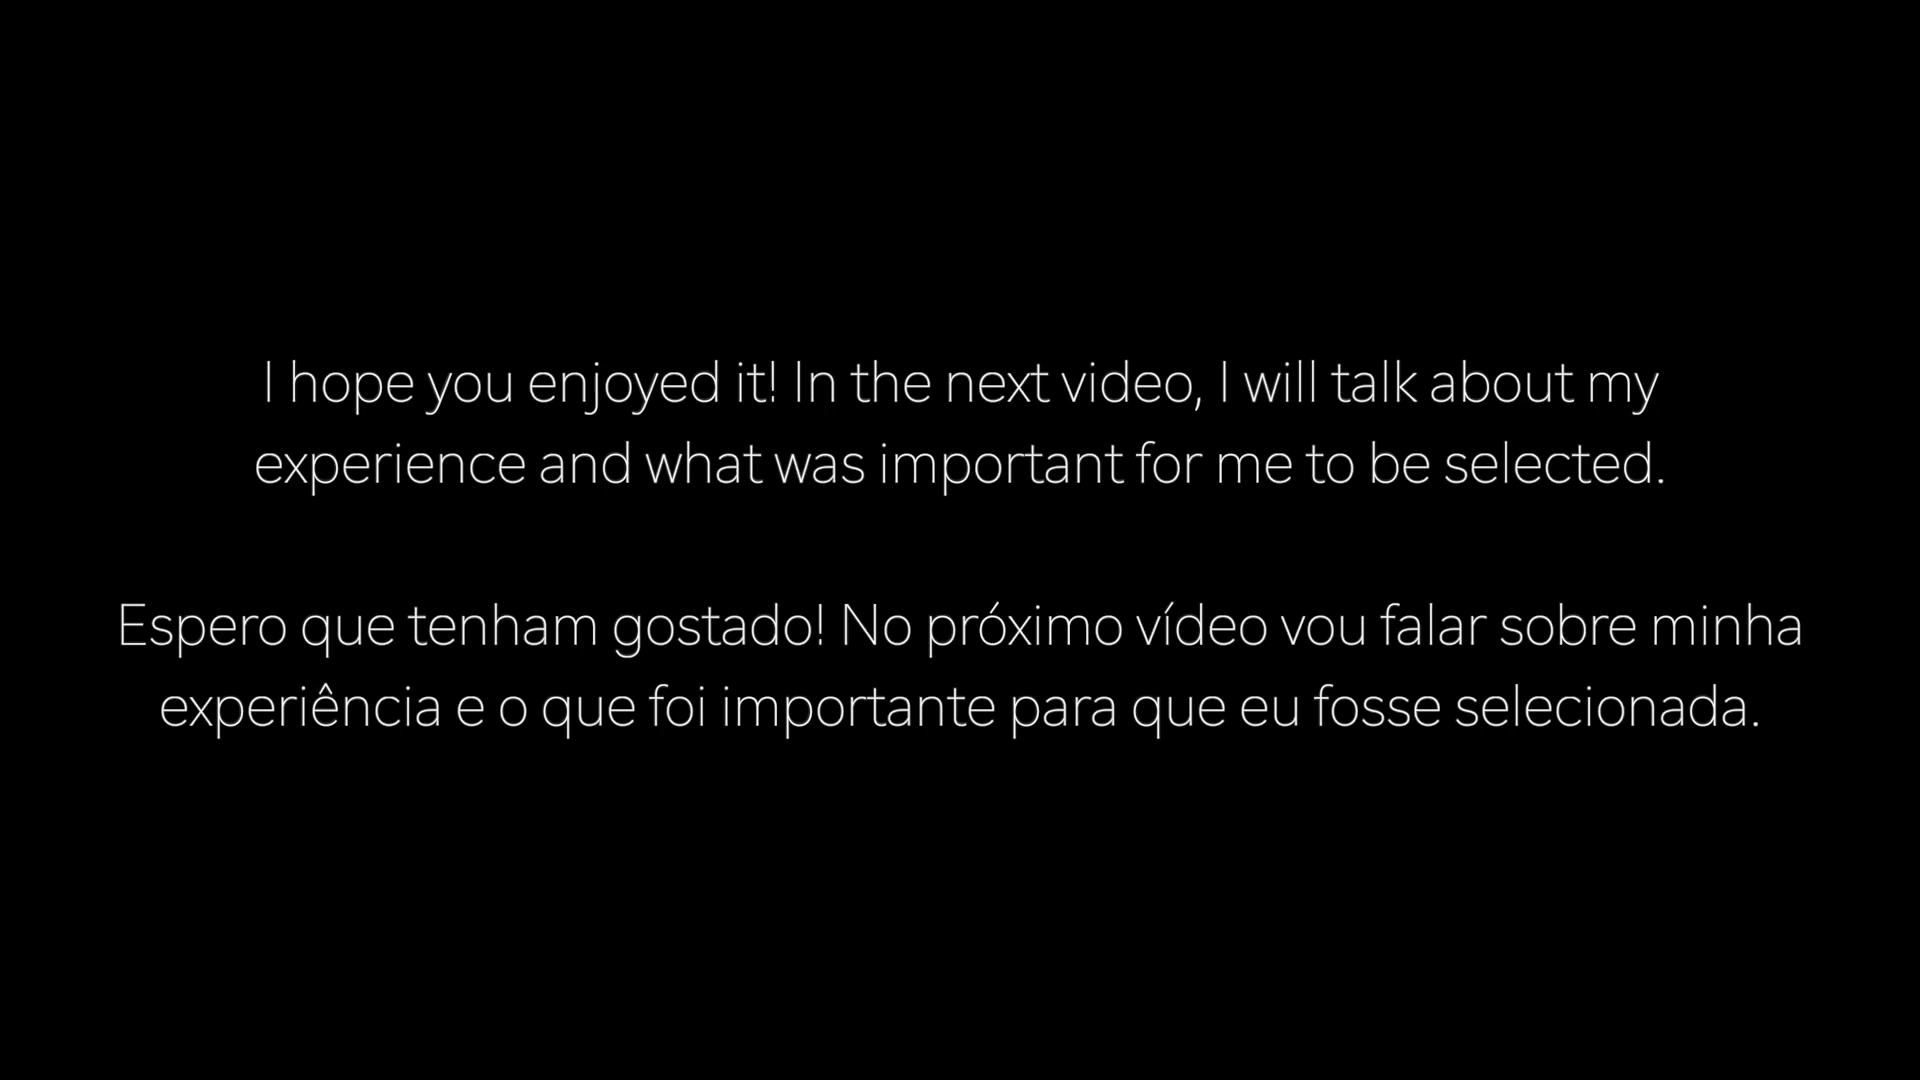 I hope you enjoyed it! In the next video, I will talk about my
experience and what was important for me to be selected.
Espero que tenham gostado! No próximo vídeo vou falar sobre minha
experiência e o que foi importante para que eu fosse selecionada.